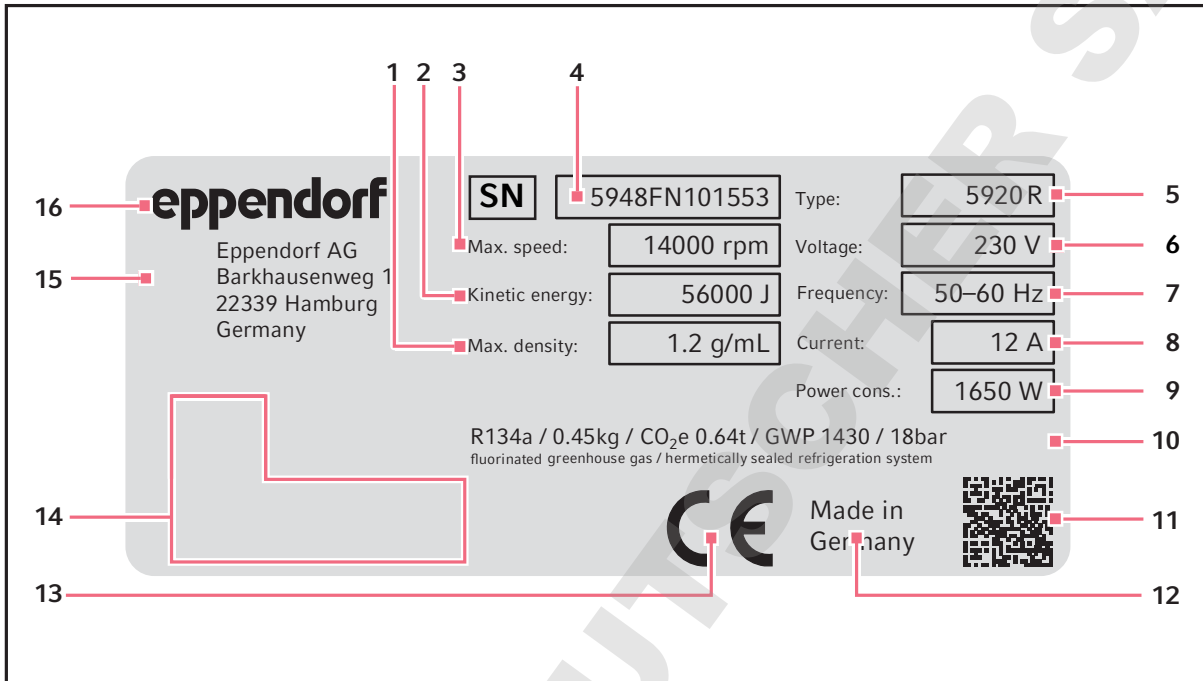 1 2 3 4
eppendorf
SN 5948FN101553 Type: 5920 R 5
16
Eppendorf AG
Barkhausenweg 1
22339 Hamburg
Germany
15
Max. speed: 14000 rpm Voltage: 230 V 6
Kinetic energy: 56000 J Frequency: 50–60 Hz 7
Max. density: 1.2 g/mL Current: 12 A 8
Power cons.: 1650 W 9
R134a / 0.45kg / CO₂e 0.64t / GWP 1430 / 18bar 10
fluorinated greenhouse gas / hermetically sealed refrigeration system
14
CE
Made in
Germany
11
13 12
UTSCHER S